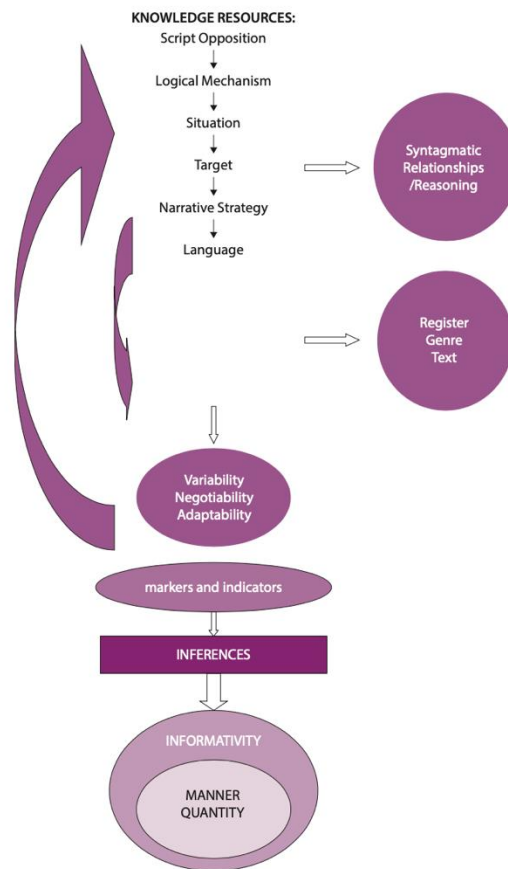 KNOWLEDGE RESOURCES:
Script Opposition
Logical Mechanism
Situation
Target
Narrative Strategy
Language
Syntagmatic
Relationships
/Reasoning
Register
Genre
Text
Variability
Negotiability
Adaptability
markers and indicators
INFERENCES
INFORMATIVITY
MANNER
QUANTITY